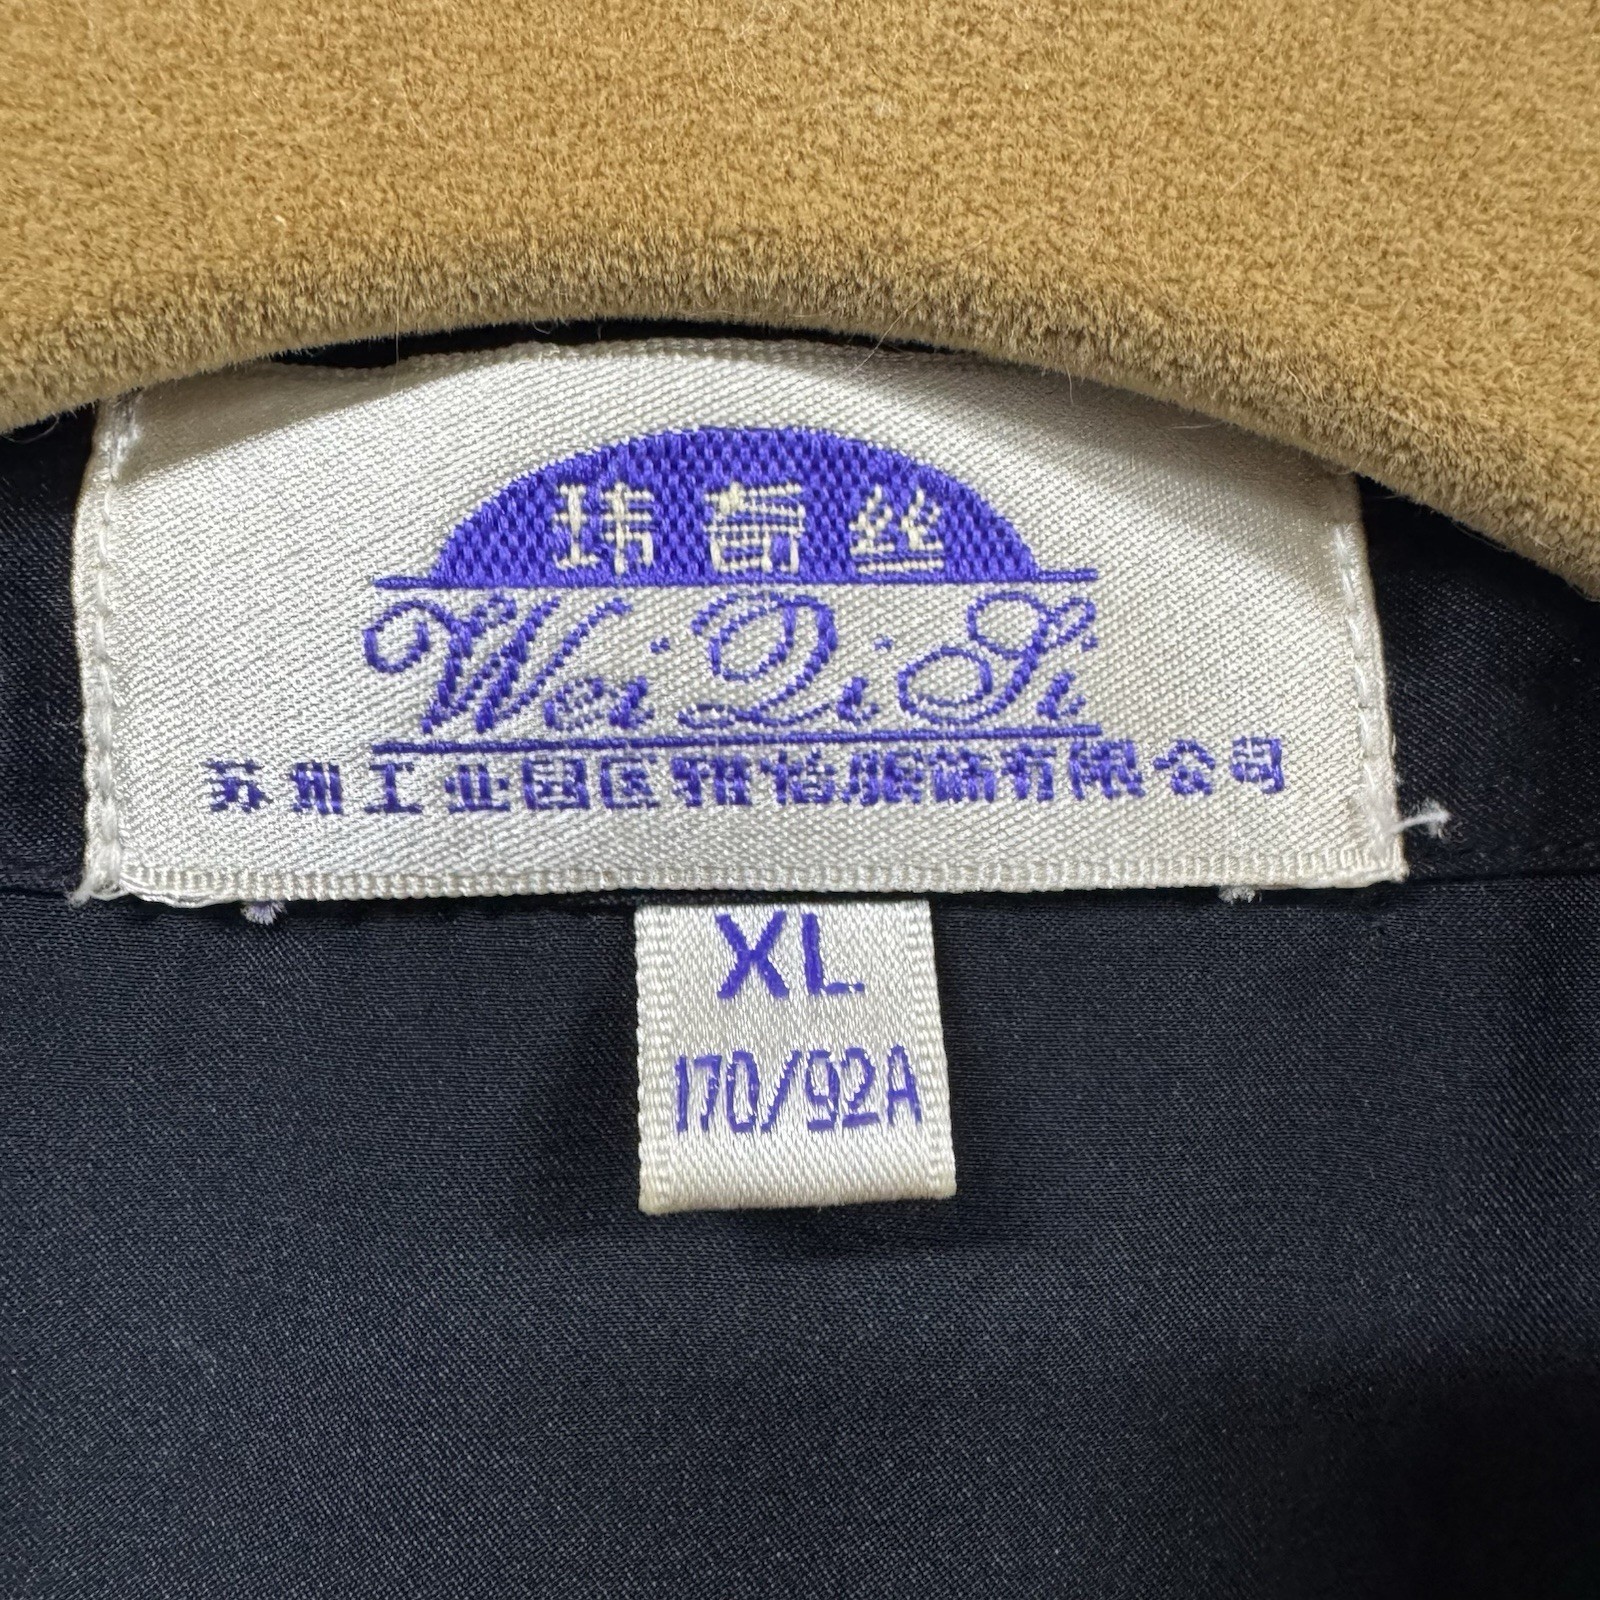 玮奇丝
Wei Qi Si
苏州工业园区雅怡服饰有限公司
XL
170/92A